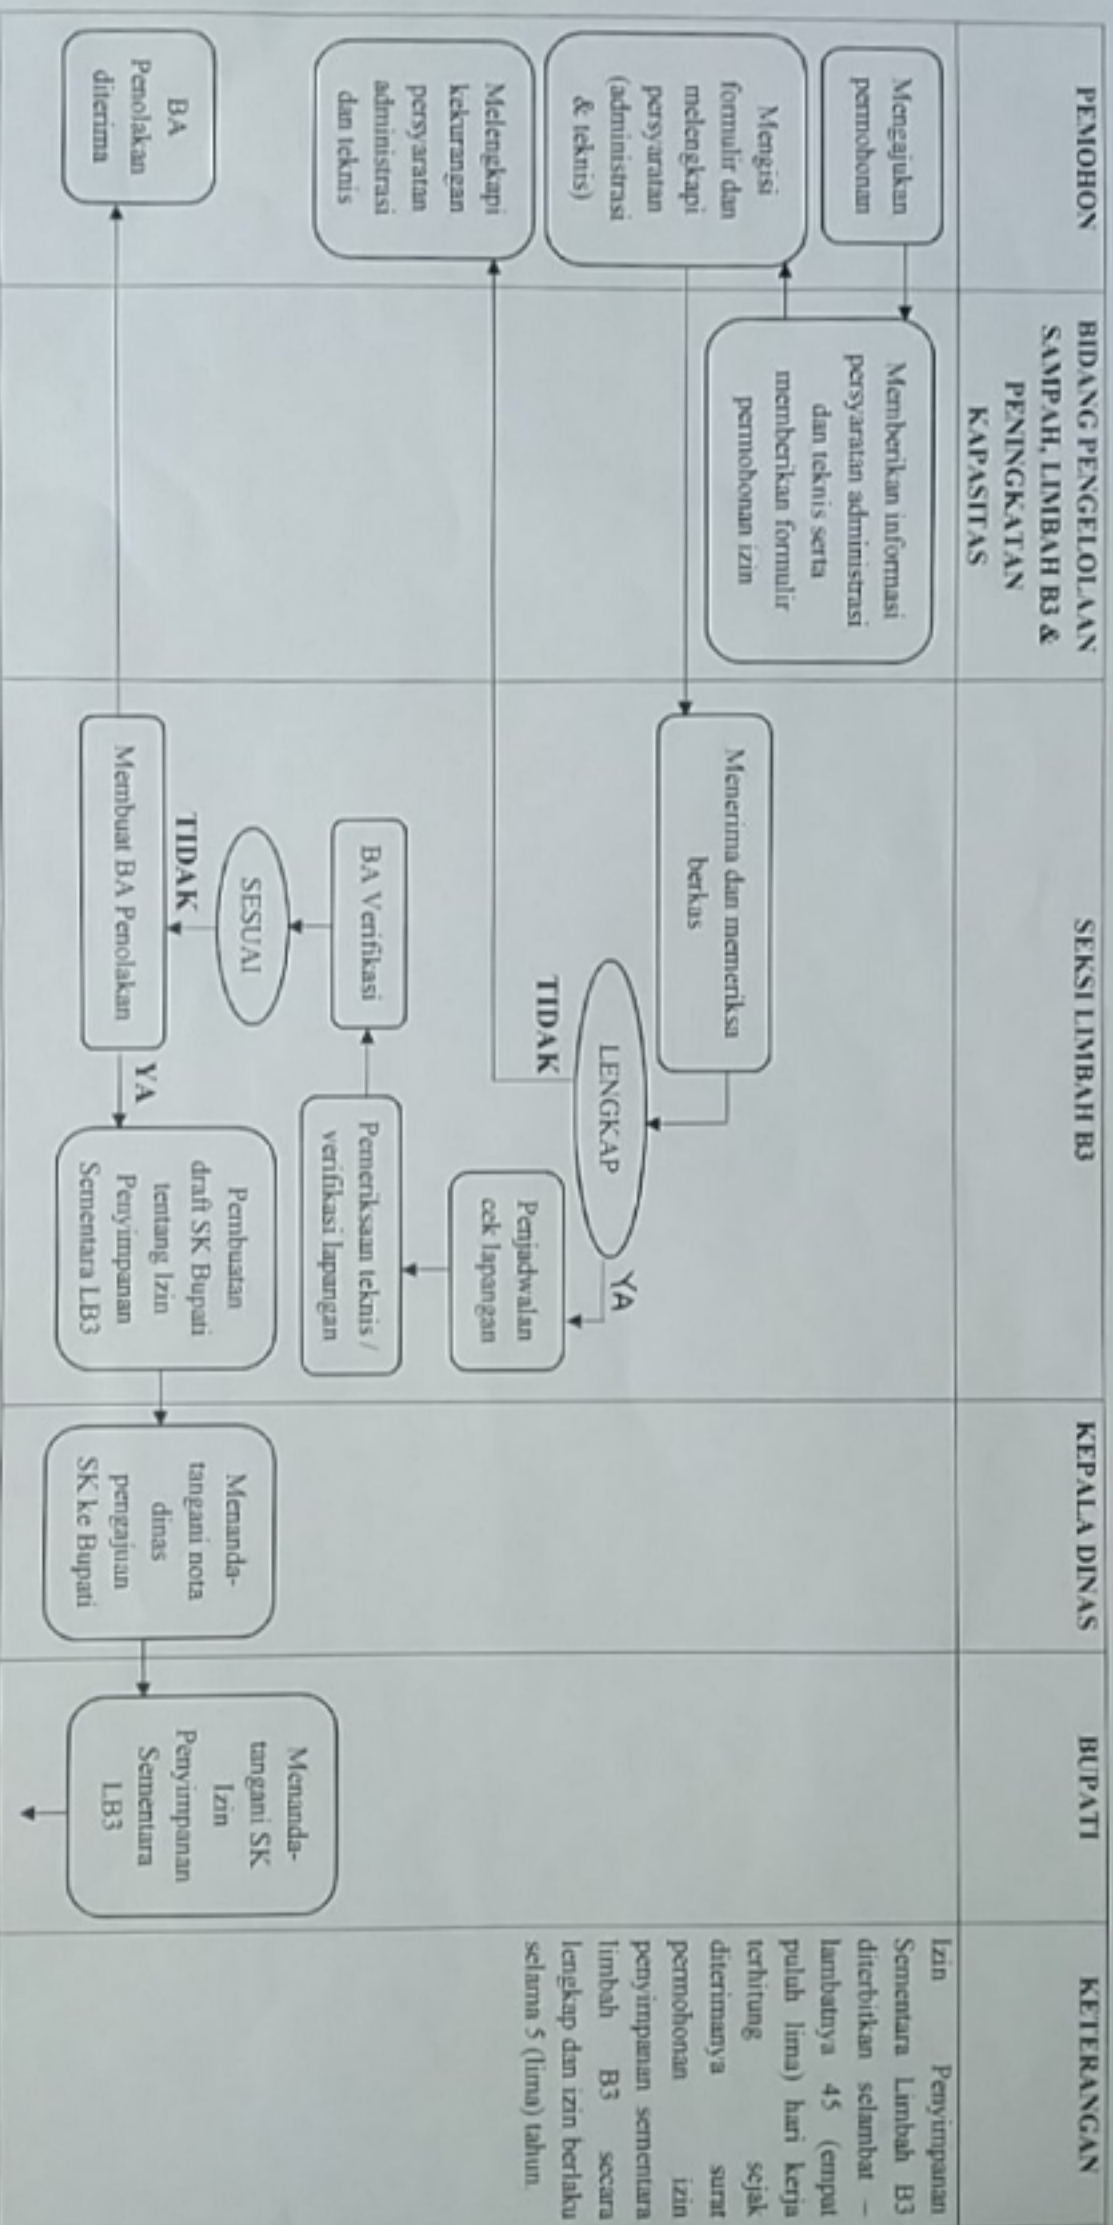 PEMOHON
BIDANG PENGELOLAAN
SAMPAH, LIMBAH B3 &
PENINGKATAN
KAPASITAS
SEKSI LIMBAH B3
KEPALA DINAS
BUPATI
KETERANGAN
Mengajukan
permohonan
Memberikan informasi
persyaratan administrasi
dan teknis serta
memberikan formulir
permohonan izin
Mengisi
formulir dan
melengkapi
persyaratan
(administrasi
& teknis)
Menerima dan memeriksa
berkas
LENGKAP
YA
TIDAK
Melengkapi
kekurangan
persyaratan
administrasi
dan teknis
Penjadwalan
cek lapangan
Pemeriksaan teknis /
verifikasi lapangan
BA Verifikasi
SESUAI
TIDAK
Membuat BA Penolakan
YA
BA
Penolakan
diterima
Pembuatan
draft SK Bupati
tentang Izin
Penyimpanan
Sementara LB3
Menanda-
tangani nota
dinas
pengajuan
SK ke Bupati
Menanda-
tangani SK
Izin
Penyimpanan
Sementara
LB3
Izin Penyimpanan
Sementara Limbah B3
diterbitkan selambat –
lambatnya 45 (empat
puluh lima) hari kerja
terhitung sejak
diterimanya surat
permohonan izin
penyimpanan sementara
limbah B3 secara
lengkap dan izin berlaku
selama 5 (lima) tahun.